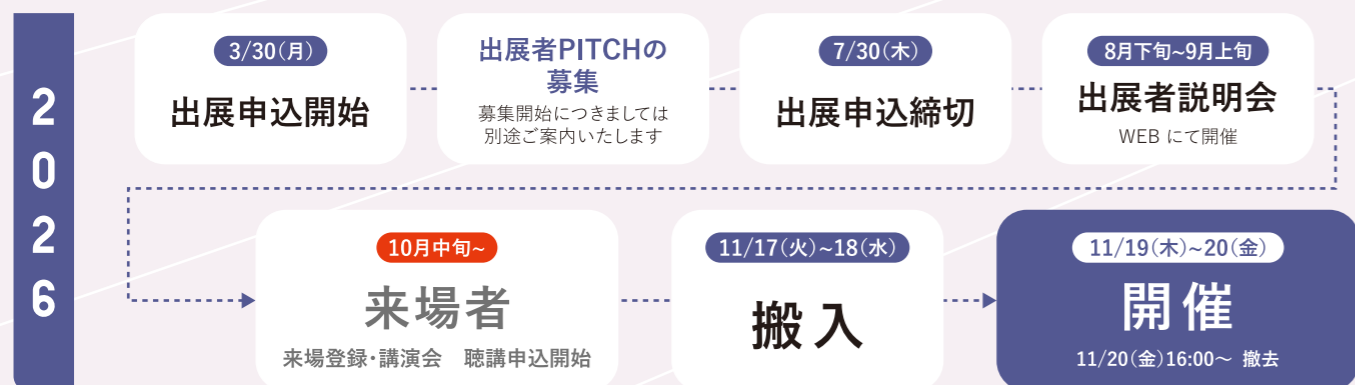 2026
3/30(月)
出展申込開始
出展者PITCHの
募集
募集開始につきましては
別途ご案内いたします
7/30(木)
出展申込締切
8月下旬~9月上旬
出展者説明会
WEB にて開催
10月中旬~
来場者
来場登録・講演会　聴講申込開始
11/17(火)~18(水)
搬入
11/19(木)~20(金)
開催
11/20(金)16:00〜 撤去